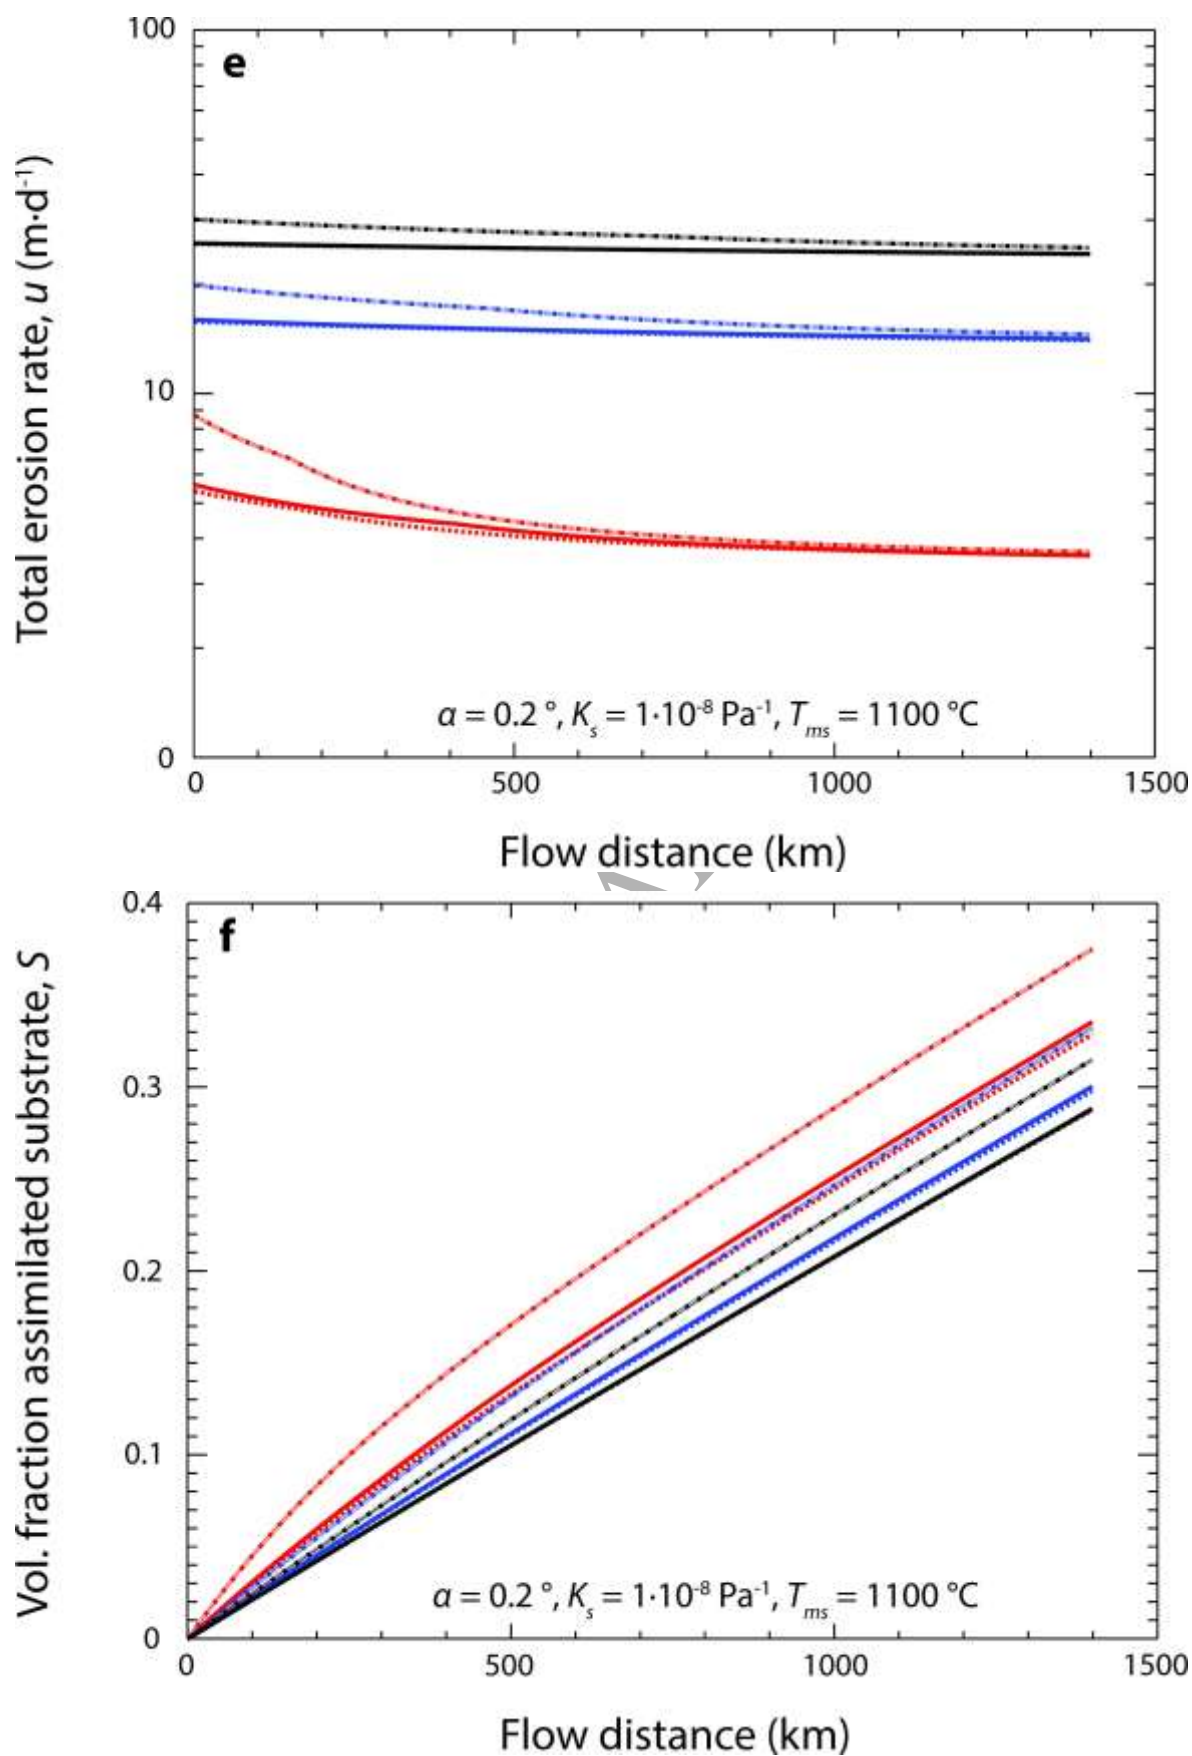 100
e
Total erosion rate, u (m·d⁻¹)
10
α = 0.2 °, Kₛ = 1·10⁻⁸ Pa⁻¹, Tₘₛ = 1100 °C
0
0 500 1000 1500
Flow distance (km)
0.4
f
Vol. fraction assimilated substrate, S
0.3
0.2
0.1
α = 0.2 °, Kₛ = 1·10⁻⁸ Pa⁻¹, Tₘₛ = 1100 °C
0
0 500 1000 1500
Flow distance (km)